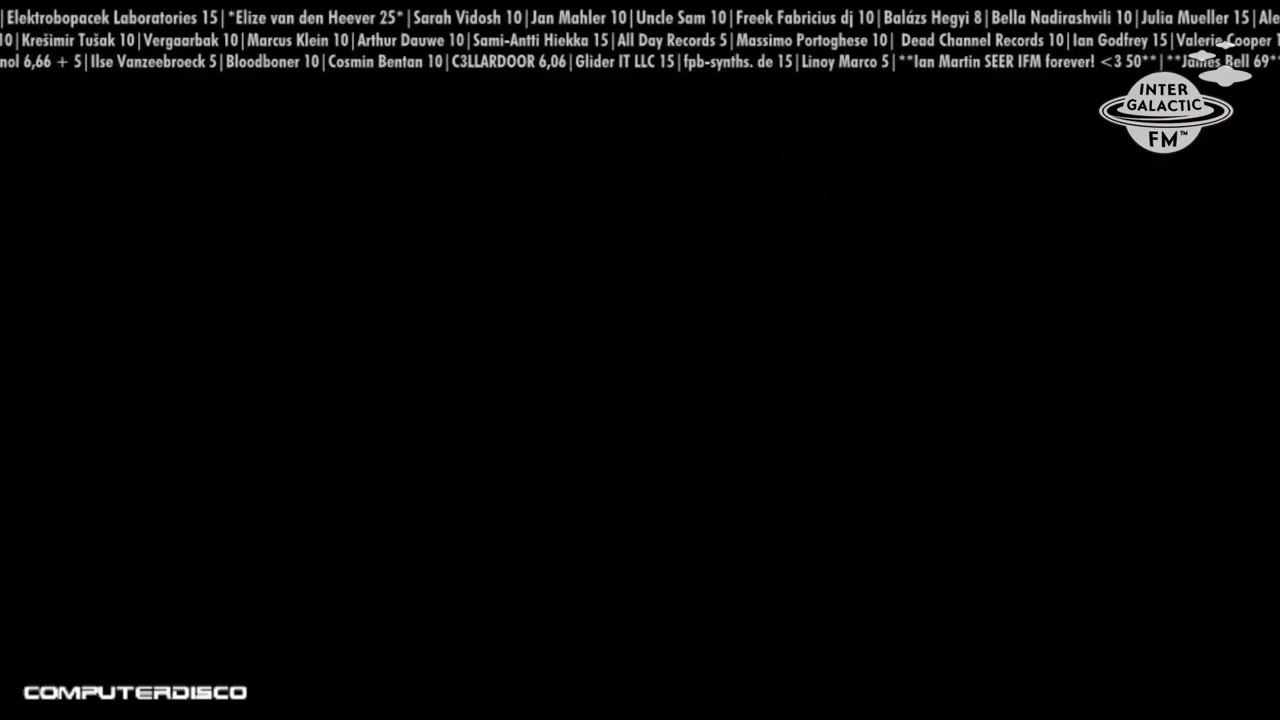 |Elektrobopacek Laboratories 15|*Elize van den Heever 25*|Sarah Vidosh 10|Jan Mahler 10|Uncle Sam 10|Freek Fabricius dj 10|Balázs Hegyi 8|Bella Nadirashvili 10|Julia Mueller 15|Ale
10|Krešimir Tušak 10|Vergaarbak 10|Marcus Klein 10|Arthur Dauwe 10|Sami-Antti Hiekka 15|All Day Records 5|Massimo Portoghese 10| Dead Channel Records 10|Ian Godfrey 15|Valerie Cooper 1
nol 6,66 + 5|Ilse Vanzeebroeck 5|Bloodboner 10|Cosmin Bentan 10|C3LLARDOOR 6,06|Glider IT LLC 15|fpb-synths. de 15|Linoy Marco 5|**Ian Martin SEER IFM forever! <3 50**|**James Bell 69**
INTER
GALACTIC
FM™
COMPUTERDISCO